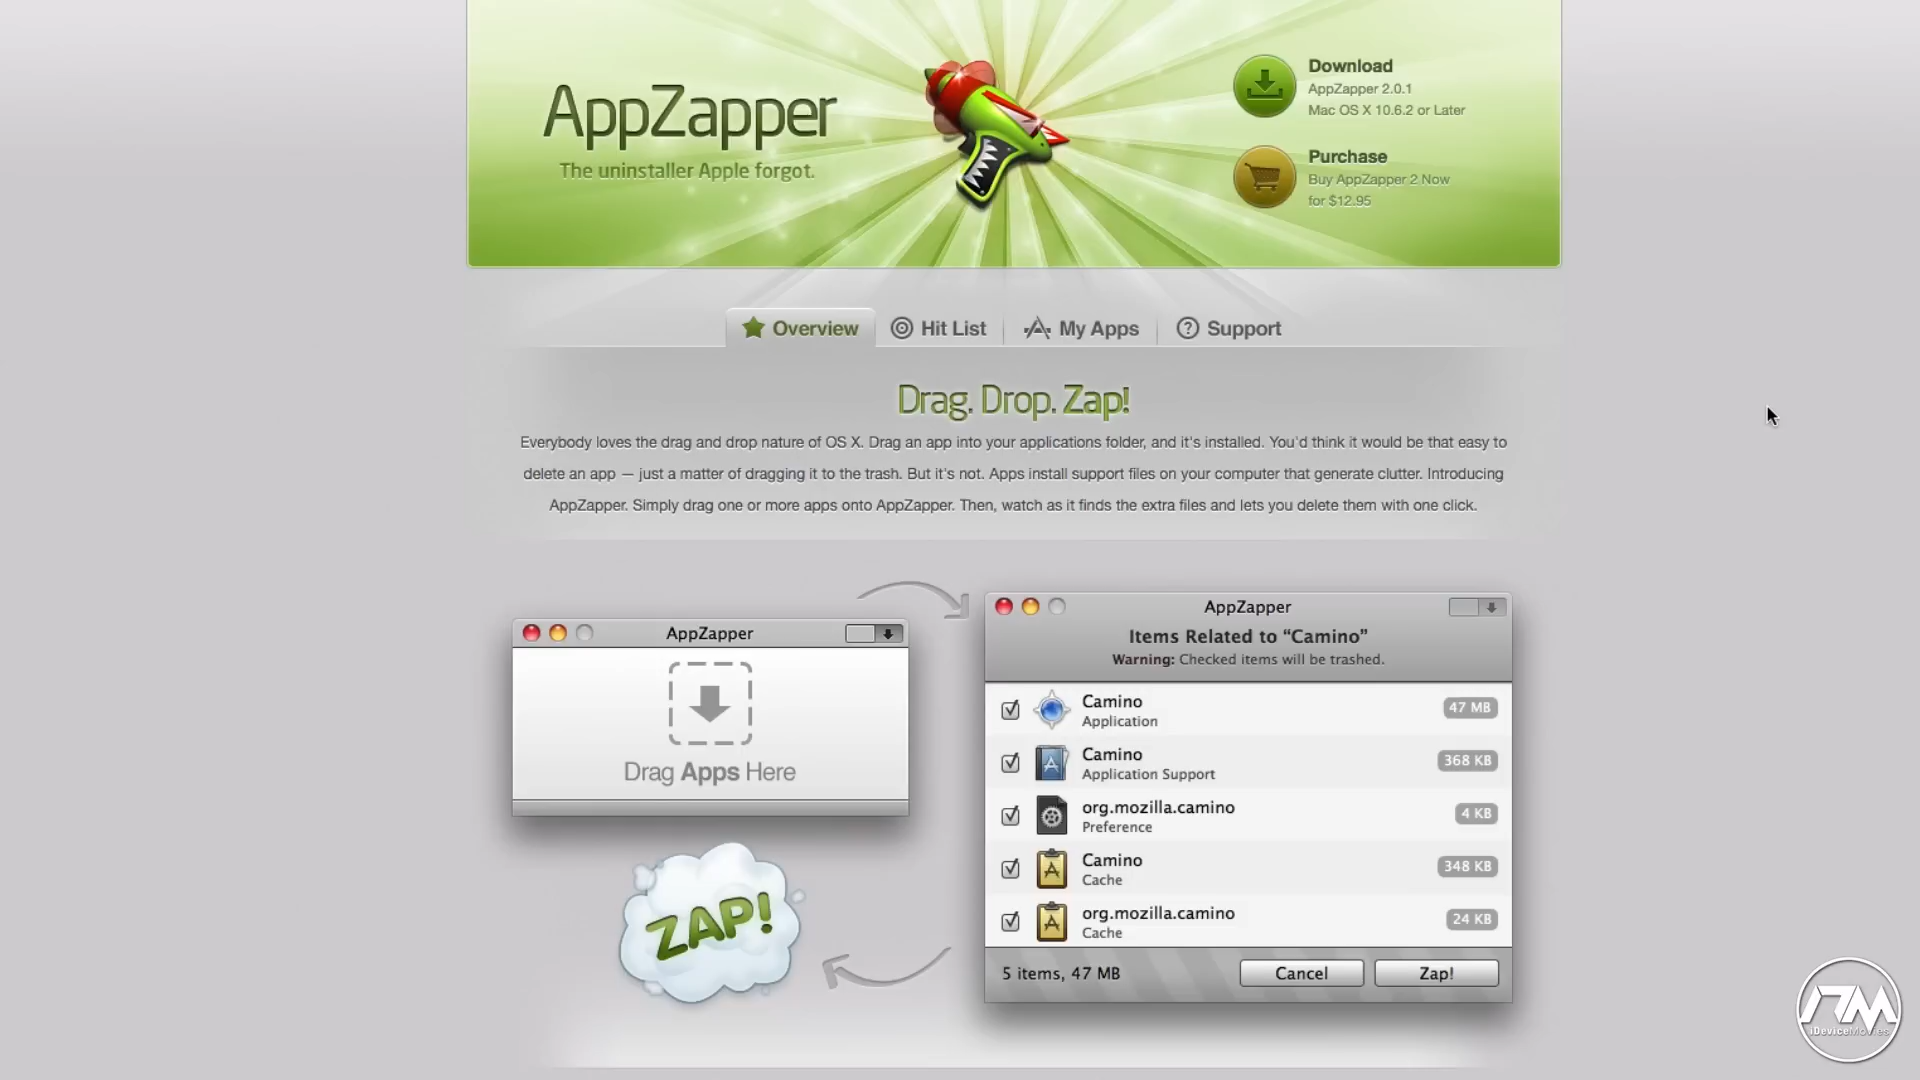 AppZapper
The uninstaller Apple forgot.
Download
AppZapper 2.0.1
Mac OS X 10.6.2 or Later
Purchase
Buy AppZapper 2 Now
for $12.95
Overview
Hit List
My Apps
Support
Drag. Drop. Zap!
Everybody loves the drag and drop nature of OS X. Drag an app into your applications folder, and it's installed. You'd think it would be that easy to
delete an app — just a matter of dragging it to the trash. But it's not. Apps install support files on your computer that generate clutter. Introducing
AppZapper. Simply drag one or more apps onto AppZapper. Then, watch as it finds the extra files and lets you delete them with one click.
AppZapper
Drag Apps Here
ZAP!
AppZapper
Items Related to “Camino”
Warning: Checked items will be trashed.
Camino
Application
47 MB
Camino
Application Support
368 KB
org.mozilla.camino
Preference
4 KB
Camino
Cache
348 KB
org.mozilla.camino
Cache
24 KB
5 items, 47 MB
Cancel
Zap!
iDeviceMovies